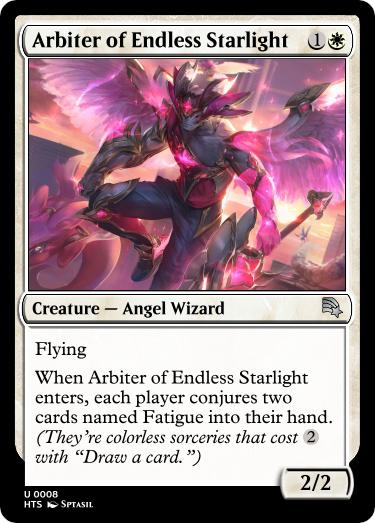 Arbiter of Endless Starlight 1
Creature — Angel Wizard
Flying
When Arbiter of Endless Starlight
enters, each player conjures two
cards named Fatigue into their hand.
(They're colorless sorceries that cost 2
with “Draw a card.”)
2/2
U 0008
HTS SPTASIL